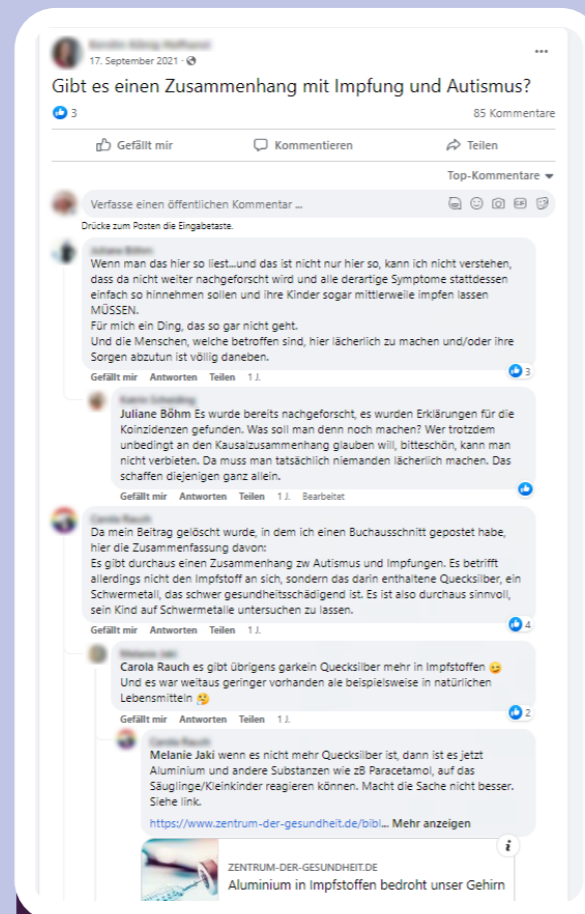 17. September 2021 ·
Gibt es einen Zusammenhang mit Impfung und Autismus?
3
85 Kommentare
Gefällt mir Kommentieren Teilen
Top-Kommentare
Verfasse einen öffentlichen Kommentar ...
GIF
Drücke zum Posten die Eingabetaste.
Wenn man das hier so liest...und das ist nicht nur hier so, kann ich nicht verstehen,
dass da nicht weiter nachgeforscht wird und alle derartige Symptome stattdessen
einfach so hinnehmen sollen und ihre Kinder sogar mittlerweile impfen lassen
MÜSSEN.
Für mich ein Ding, das so gar nicht geht.
Und die Menschen, welche betroffen sind, hier lächerlich zu machen und/oder ihre
Sorgen abzutun ist völlig daneben.
3
Gefällt mir Antworten Teilen 1 J.
Juliane Böhm Es wurde bereits nachgeforscht, es wurden Erklärungen für die
Koinzidenzen gefunden. Was soll man denn noch machen? Wer trotzdem
unbedingt an den Kausalzusammenhang glauben will, bitteschön, kann man
nicht verbieten. Da muss man tatsächlich niemanden lächerlich machen. Das
schaffen diejenigen ganz allein.
Gefällt mir Antworten Teilen 1 J. Bearbeitet
Da mein Beitrag gelöscht wurde, in dem ich einen Buchausschnitt gepostet habe,
hier die Zusammenfassung davon:
Es gibt durchaus einen Zusammenhang zw Autismus und Impfungen. Es betrifft
allerdings nicht den Impfstoff an sich, sondern das darin enthaltene Quecksilber, ein
Schwermetall, das schwer gesundheitsschädigend ist. Es ist also durchaus sinnvoll,
sein Kind auf Schwermetalle untersuchen zu lassen.
4
Gefällt mir Antworten Teilen 1 J.
Carola Rauch es gibt übrigens garkein Quecksilber mehr in Impfstoffen 😉
Und es war weitaus geringer vorhanden ale beispielsweise in natürlichen
Lebensmitteln 🤔
2
Gefällt mir Antworten Teilen 1 J.
Melanie Jaki wenn es nicht mehr Quecksilber ist, dann ist es jetzt
Aluminium und andere Substanzen wie zB Paracetamol, auf das
Säuglinge/Kleinkinder reagieren können. Macht die Sache nicht besser.
Siehe link.
https://www.zentrum-der-gesundheit.de/bibl... Mehr anzeigen
i
ZENTRUM-DER-GESUNDHEIT.DE
Aluminium in Impfstoffen bedroht unser Gehirn